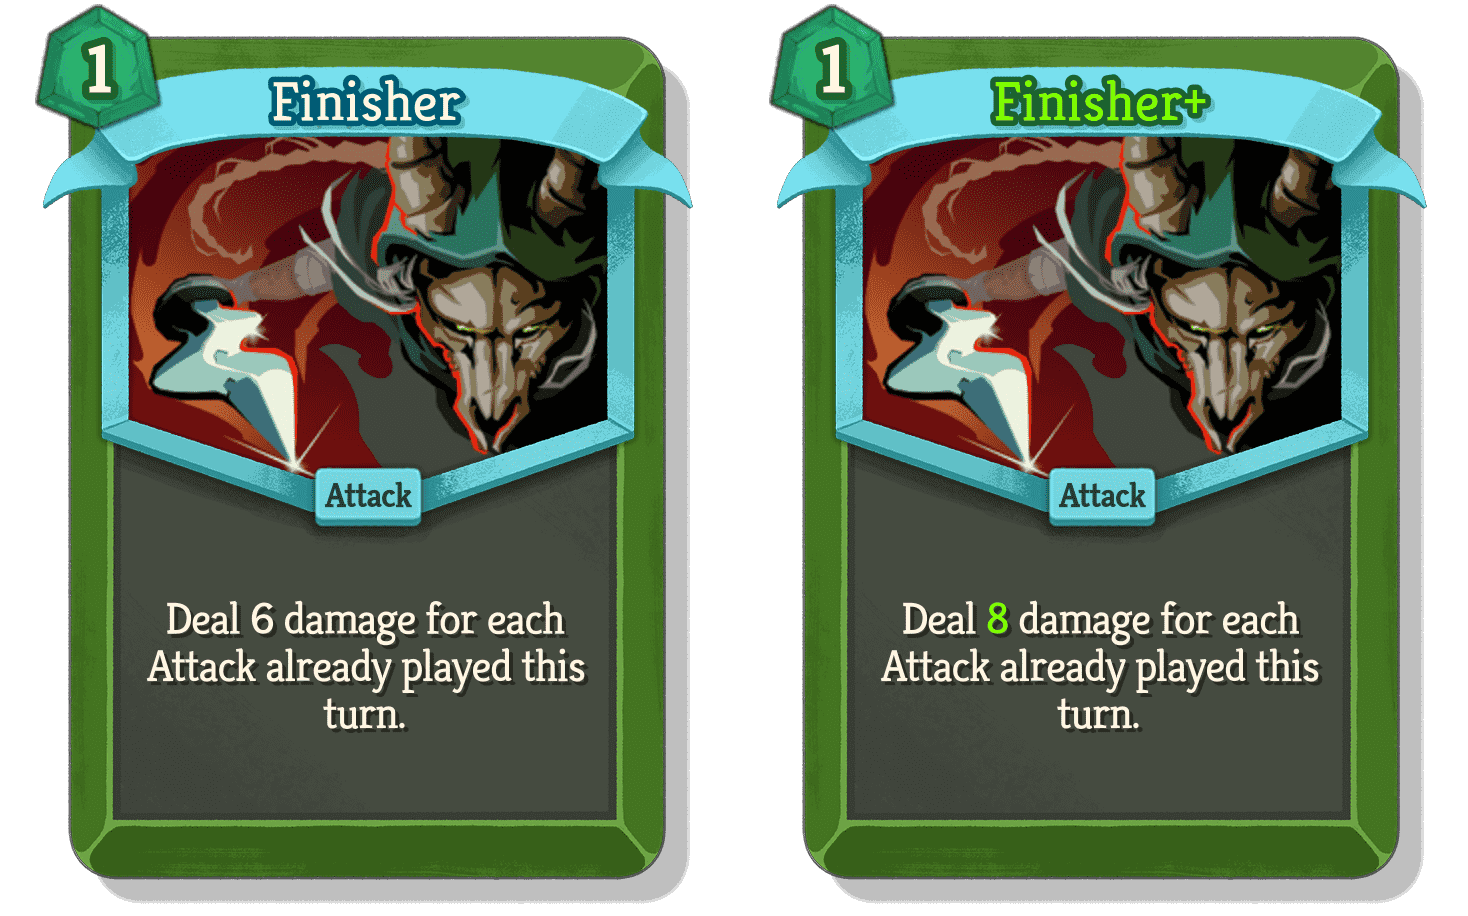 1
Finisher
Attack
Deal 6 damage for each
Attack already played this
turn.
1
Finisher+
Attack
Deal 8 damage for each
Attack already played this
turn.